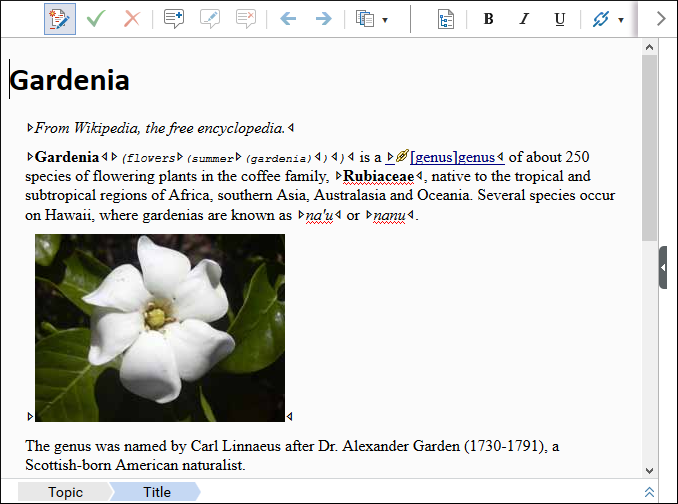 B I U
Gardenia
From Wikipedia, the free encyclopedia.
Gardenia (flowers (summer (gardenia))) is a [genus]genus of about 250
species of flowering plants in the coffee family, Rubiaceae, native to the tropical and
subtropical regions of Africa, southern Asia, Australasia and Oceania. Several species occur
on Hawaii, where gardenias are known as na'u or nanu.
The genus was named by Carl Linnaeus after Dr. Alexander Garden (1730-1791), a
Scottish-born American naturalist.
Topic Title